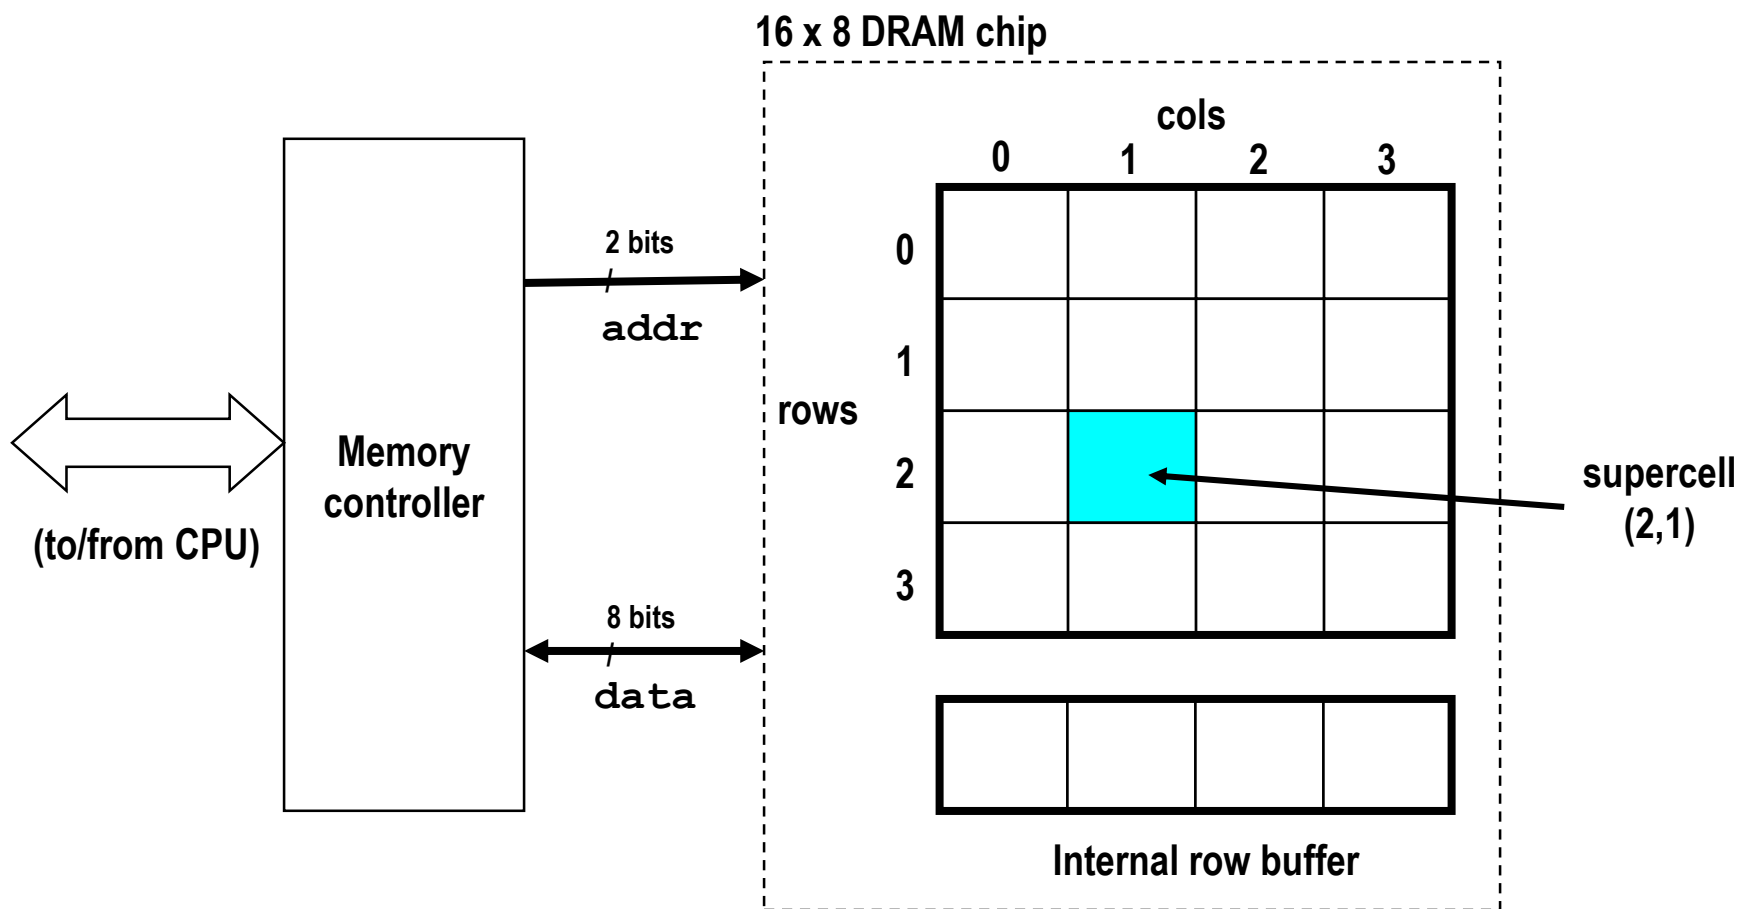 16 x 8 DRAM chip
cols
0 1 2 3
0
2 bits
addr
1
rows
Memory
controller
2
supercell
(2,1)
(to/from CPU)
3
8 bits
data
Internal row buffer